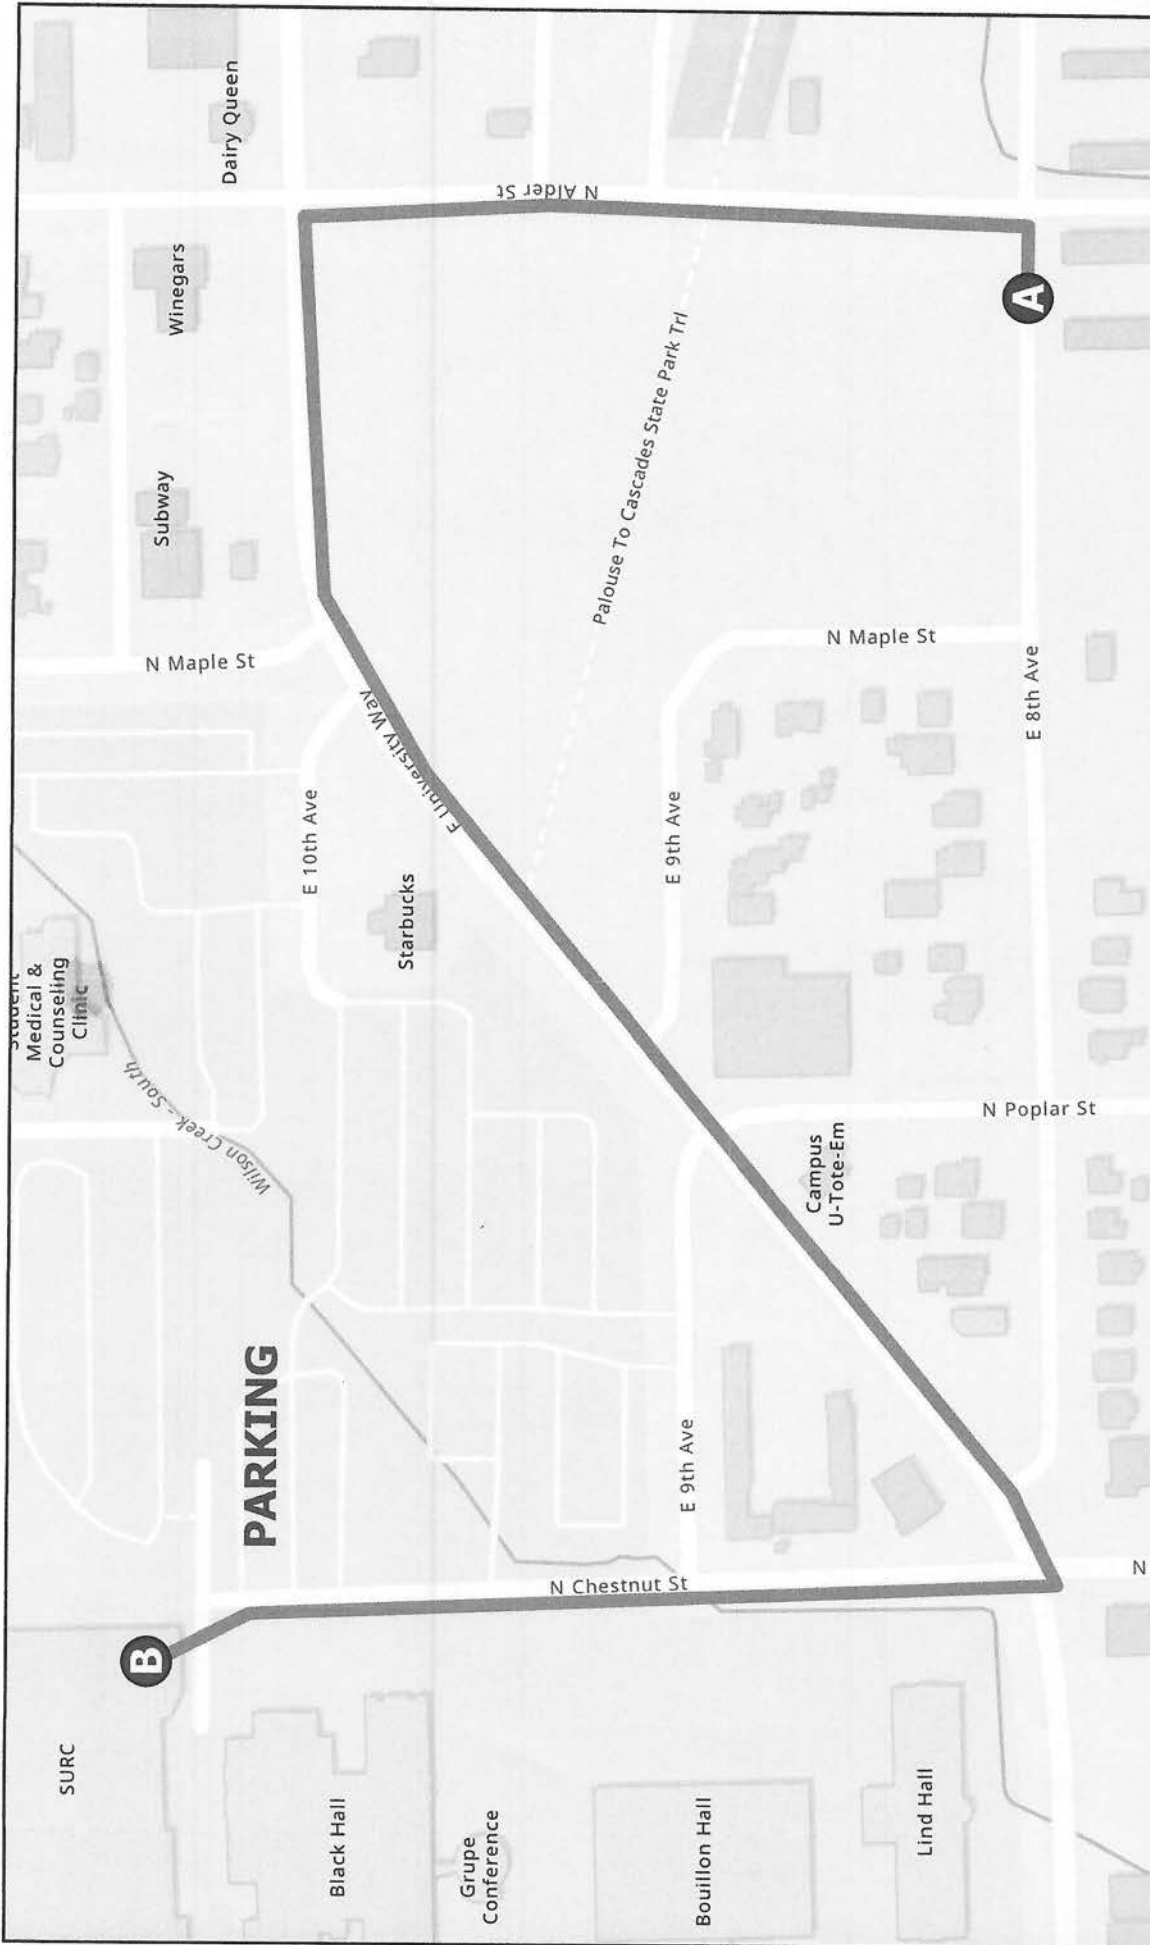 Dairy Queen
Winegars
Subway
N Alder St
N Maple St
E University Way
E 10th Ave
Starbucks
Palouse To Cascades State Park Trl
A
N Maple St
E 8th Ave
E 9th Ave
Student
Medical &
Counseling
Clinic
Wilson Creek - South
N Poplar St
Campus
U-Tote-Em
PARKING
E 9th Ave
N Chestnut St
N
B
SURC
Black Hall
Grupe
Conference
Bouillon Hall
Lind Hall